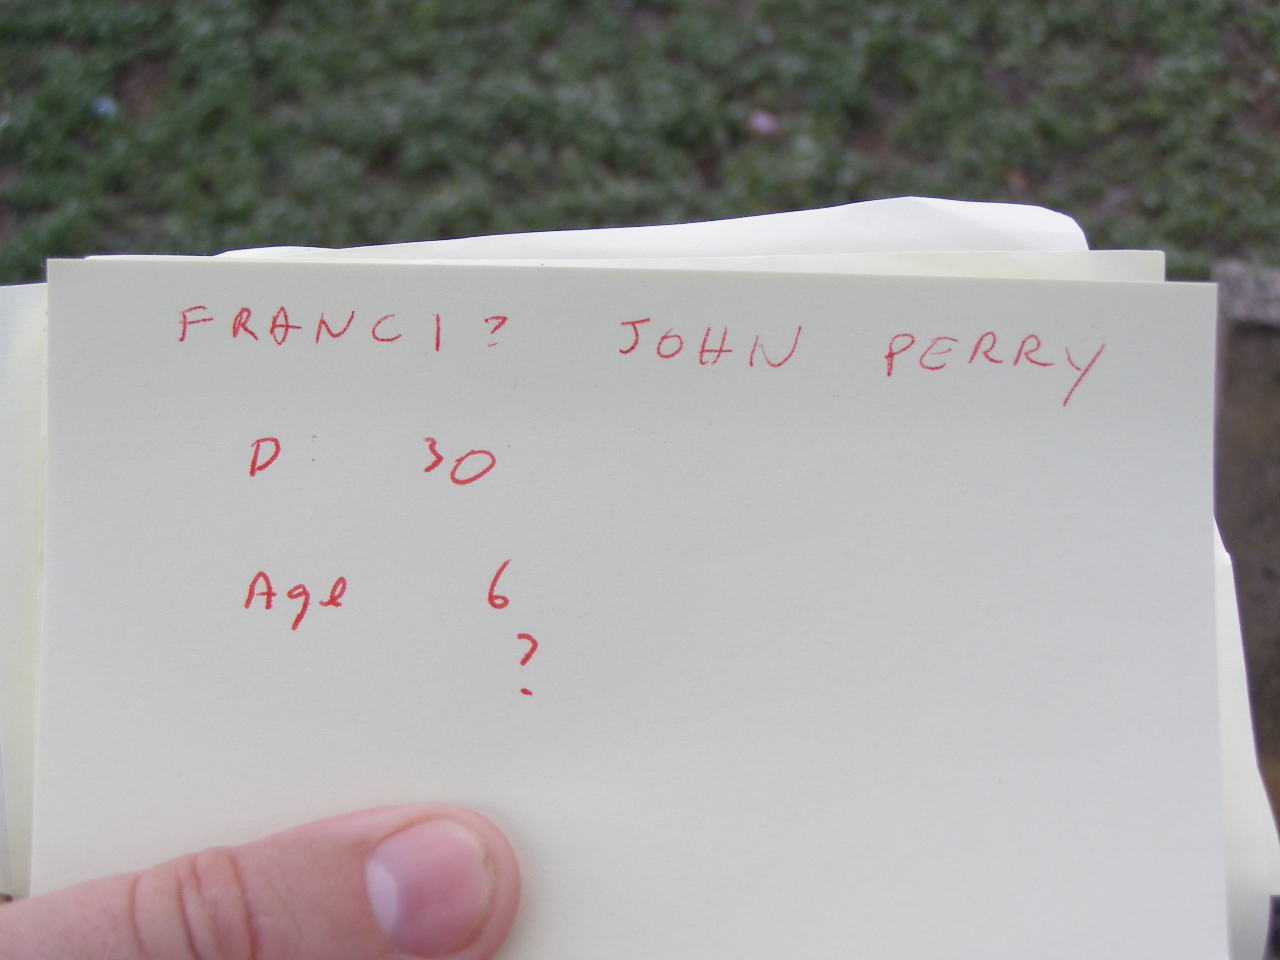 FRANCI? JOHN PERRY
D: 30
Age 6
?